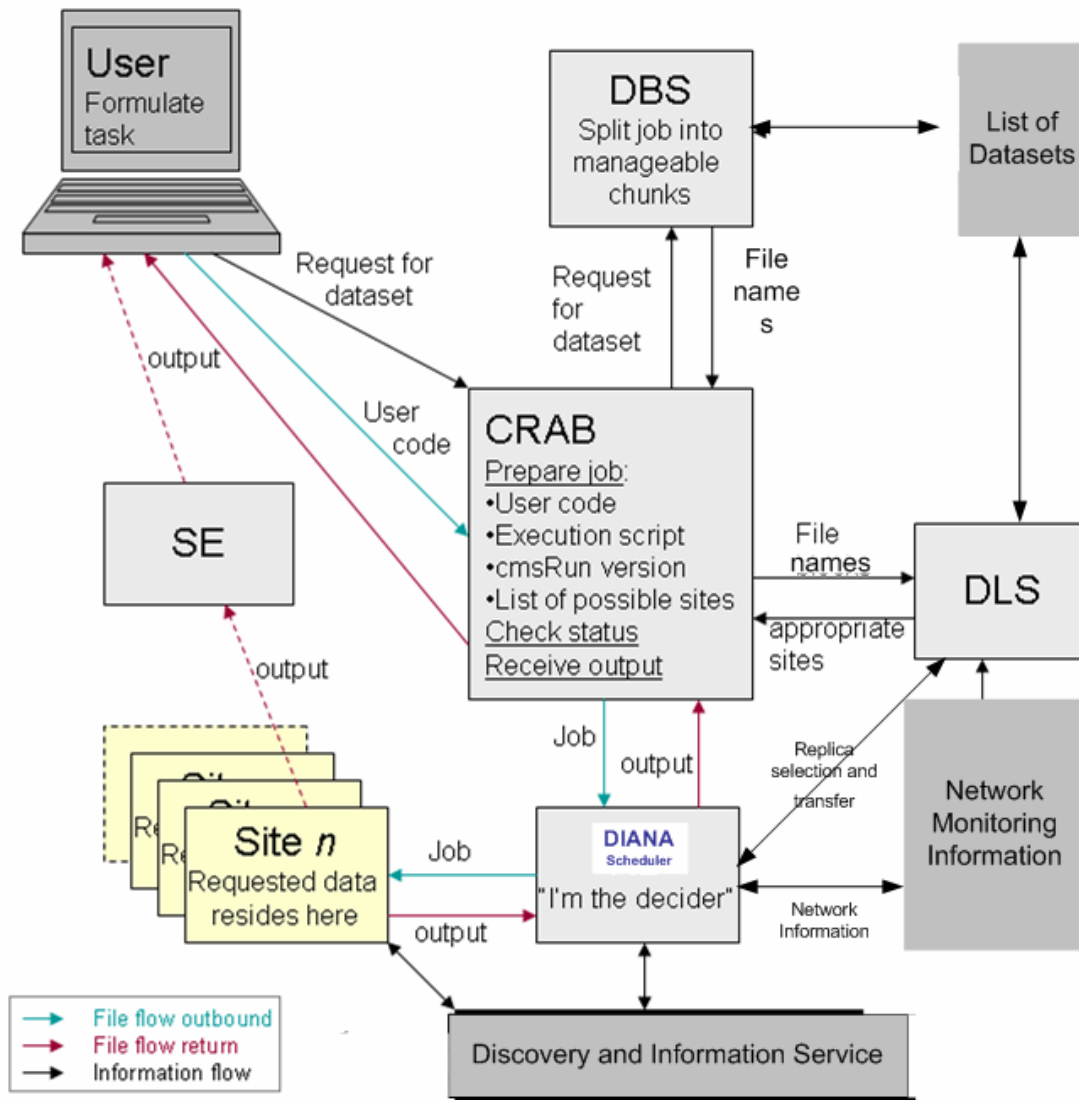 User
Formulate
task
DBS
Split job into
manageable
chunks
List of
Datasets
Request for
dataset
Request
for
dataset
File
name
s
output
User
code
CRAB
Prepare job:
•User code
•Execution script
•cmsRun version
•List of possible sites
Check status
Receive output
SE
File
names
DLS
appropriate
sites
output
Job
output
Replica
selection and
transfer
Network
Monitoring
Information
Site n
Requested data
resides here
Job
output
DIANA
Scheduler
"I'm the decider"
Network
Information
File flow outbound
File flow return
Information flow
Discovery and Information Service